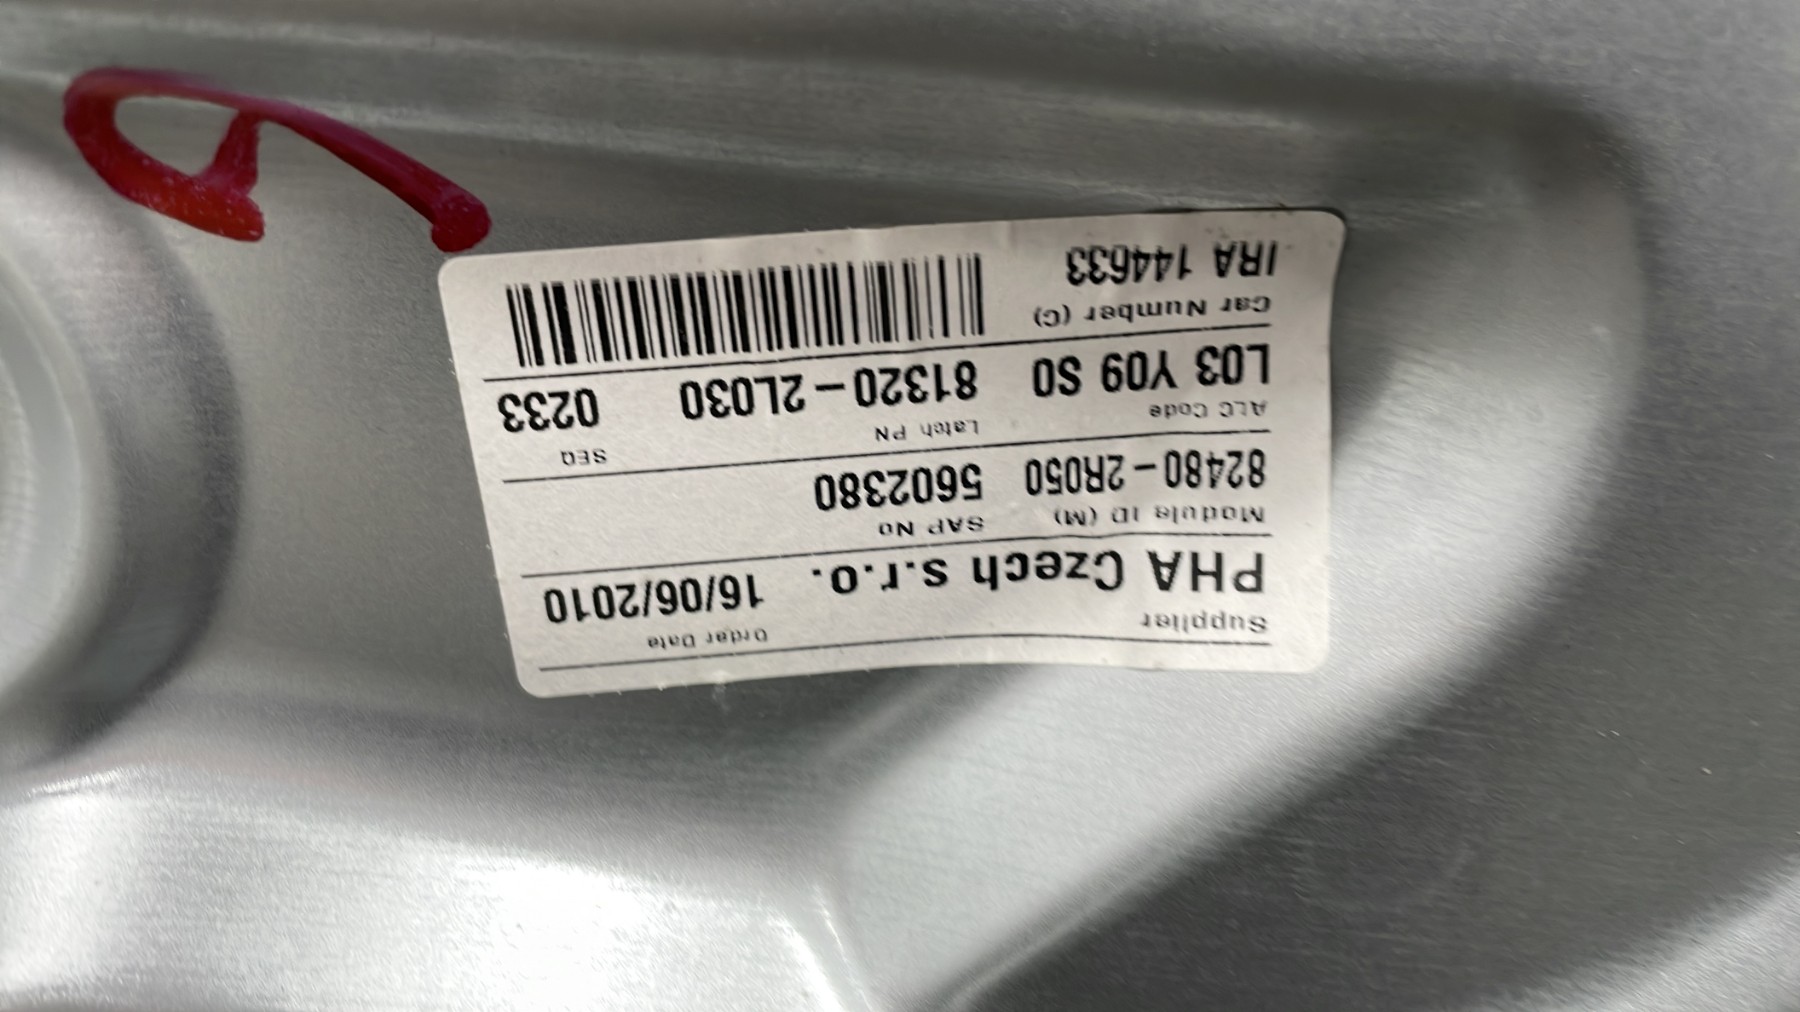 Supplier
Order Date
PHA Czech s.r.o. 16/06/2010
Module ID (M) SAP No
82480-2R050 5602380
ALC Code Latch PN SEQ
L03 Y09 S0 81320-2L030 0233
Car Number (C)
IRA 144633